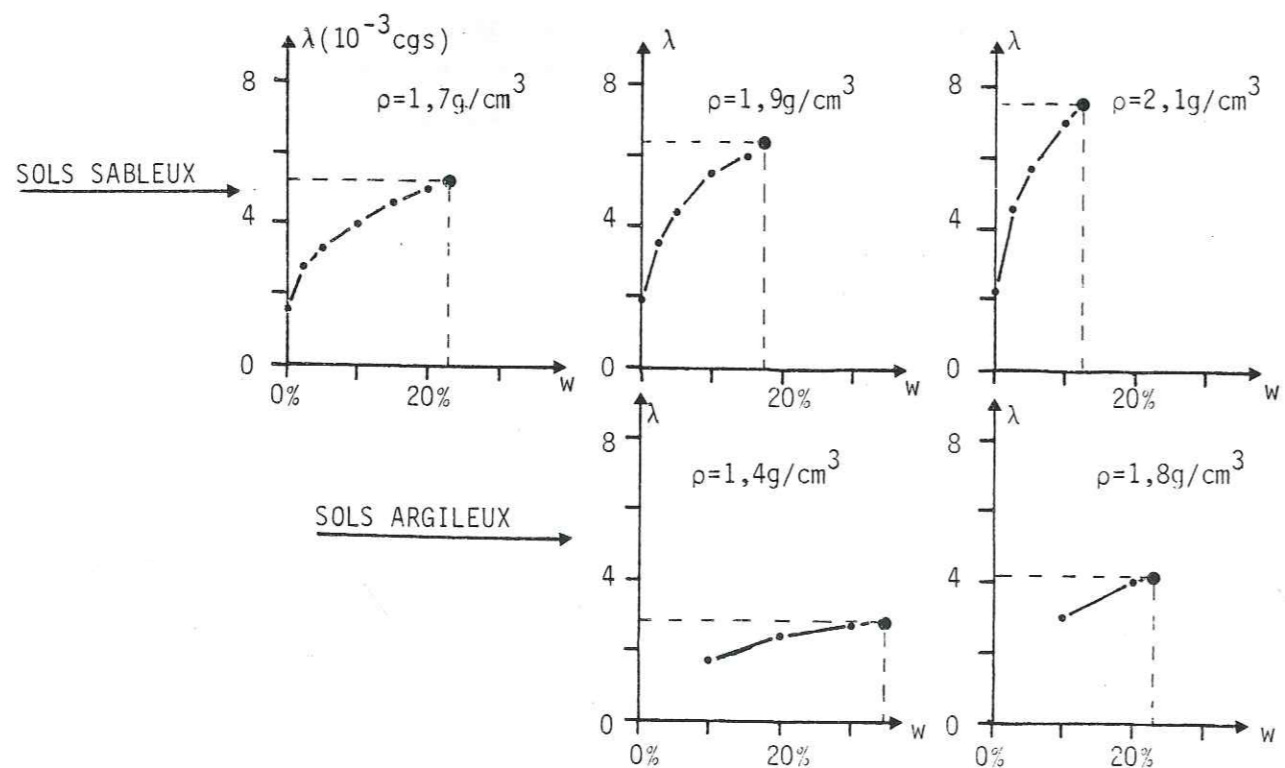 λ(10⁻³cgs)
8
ρ=1,7g/cm³
4
0
0%
20%
w
λ
8
ρ=1,9g/cm³
4
0
20%
w
λ
8
ρ=2,1g/cm³
4
0
20%
w
SOLS SABLEUX
λ
8
ρ=1,4g/cm³
4
0
0%
20%
w
λ
8
ρ=1,8g/cm³
4
0
0%
20%
w
SOLS ARGILEUX